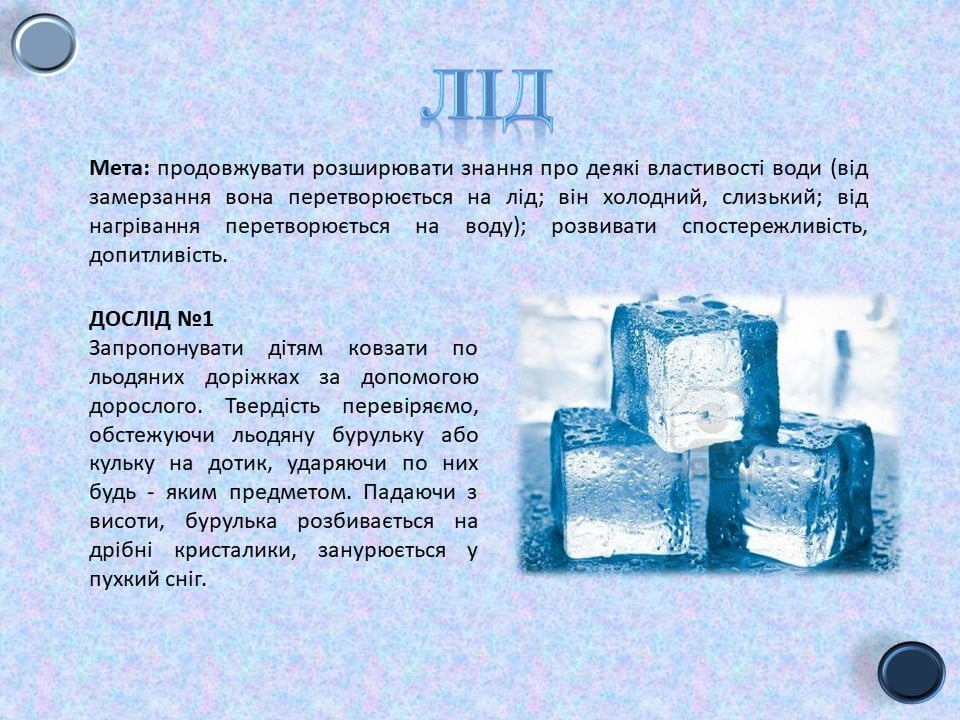 ЛІД
Мета: продовжувати розширювати знання про деякі властивості води (від
замерзання вона перетворюється на лід; він холодний, слизький; від
нагрівання перетворюється на воду); розвивати спостережливість,
допитливість.
ДОСЛІД №1
Запропонувати дітям ковзати по
льодяних доріжках за допомогою
дорослого. Твердість перевіряємо,
обстежуючи льодяну бурульку або
кульку на дотик, ударяючи по них
будь - яким предметом. Падаючи з
висоти, бурулька розбивається на
дрібні кристалики, занурюється у
пухкий сніг.